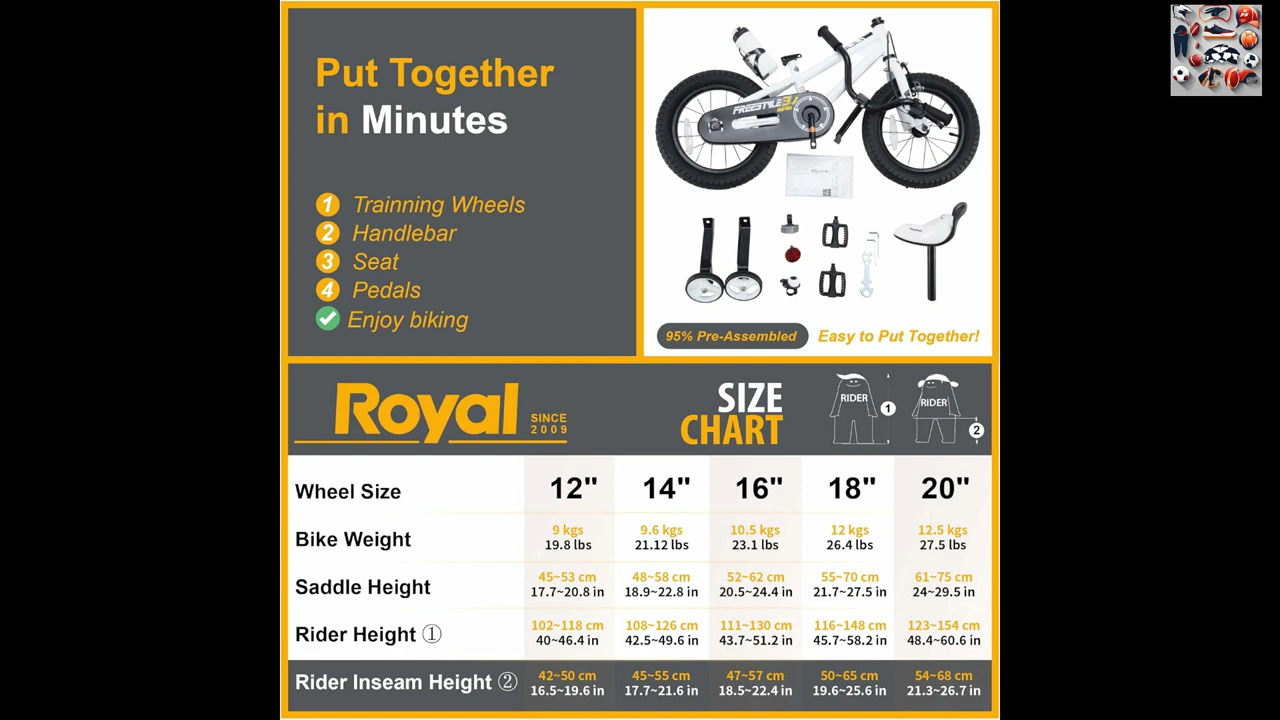 Put Together
in Minutes
1 Trainning Wheels
2 Handlebar
3 Seat
4 Pedals
Enjoy biking
FREESTYLE
95% Pre-Assembled
Easy to Put Together!
Royal
SINCE
2009
SIZE
CHART
RIDER
1
RIDER
2
Wheel Size 12" 14" 16" 18" 20"
Bike Weight
9 kgs 9.6 kgs 10.5 kgs 12 kgs 12.5 kgs
19.8 lbs 21.12 lbs 23.1 lbs 26.4 lbs 27.5 lbs
Saddle Height
45~53 cm 48~58 cm 52~62 cm 55~70 cm 61~75 cm
17.7~20.8 in 18.9~22.8 in 20.5~24.4 in 21.7~27.5 in 24~29.5 in
Rider Height ①
102~118 cm 108~126 cm 111~130 cm 116~148 cm 123~154 cm
40~46.4 in 42.5~49.6 in 43.7~51.2 in 45.7~58.2 in 48.4~60.6 in
Rider Inseam Height ②
42~50 cm 45~55 cm 47~57 cm 50~65 cm 54~68 cm
16.5~19.6 in 17.7~21.6 in 18.5~22.4 in 19.6~25.6 in 21.3~26.7 in